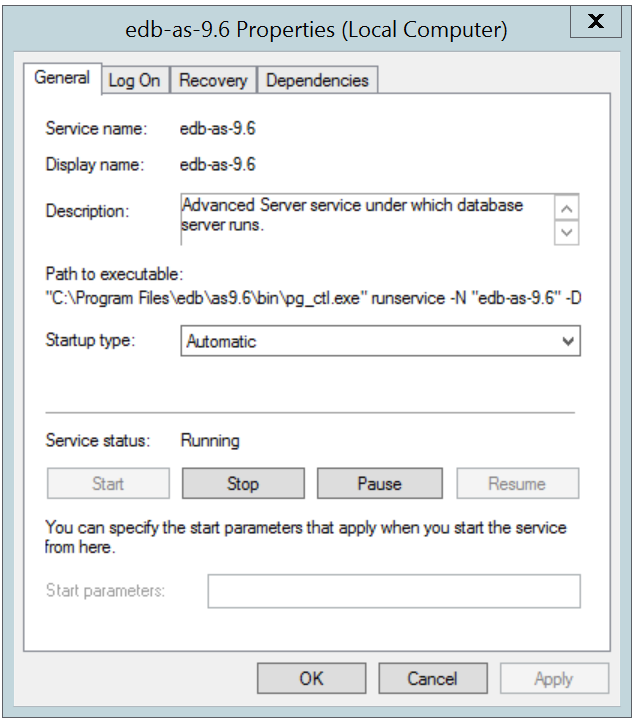 edb-as-9.6 Properties (Local Computer)
X
General Log On Recovery Dependencies
Service name: edb-as-9.6
Display name: edb-as-9.6
Description: Advanced Server service under which database
server runs.
Path to executable:
"C:\Program Files\edb\as9.6\bin\pg_ctl.exe" runservice -N "edb-as-9.6" -D
Startup type: Automatic
Service status: Running
Start Stop Pause Resume
You can specify the start parameters that apply when you start the service
from here.
Start parameters:
OK Cancel Apply